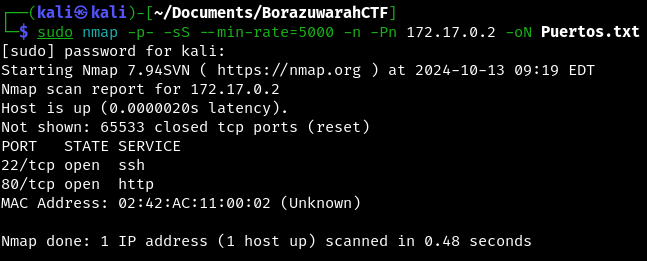 ┌──(kali㉿kali)-[~/Documents/BorazuwarahCTF]
└─$ sudo nmap -p- -sS --min-rate=5000 -n -Pn 172.17.0.2 -oN Puertos.txt
[sudo] password for kali:
Starting Nmap 7.94SVN ( https://nmap.org ) at 2024-10-13 09:19 EDT
Nmap scan report for 172.17.0.2
Host is up (0.0000020s latency).
Not shown: 65533 closed tcp ports (reset)
PORT   STATE SERVICE
22/tcp open  ssh
80/tcp open  http
MAC Address: 02:42:AC:11:00:02 (Unknown)

Nmap done: 1 IP address (1 host up) scanned in 0.48 seconds